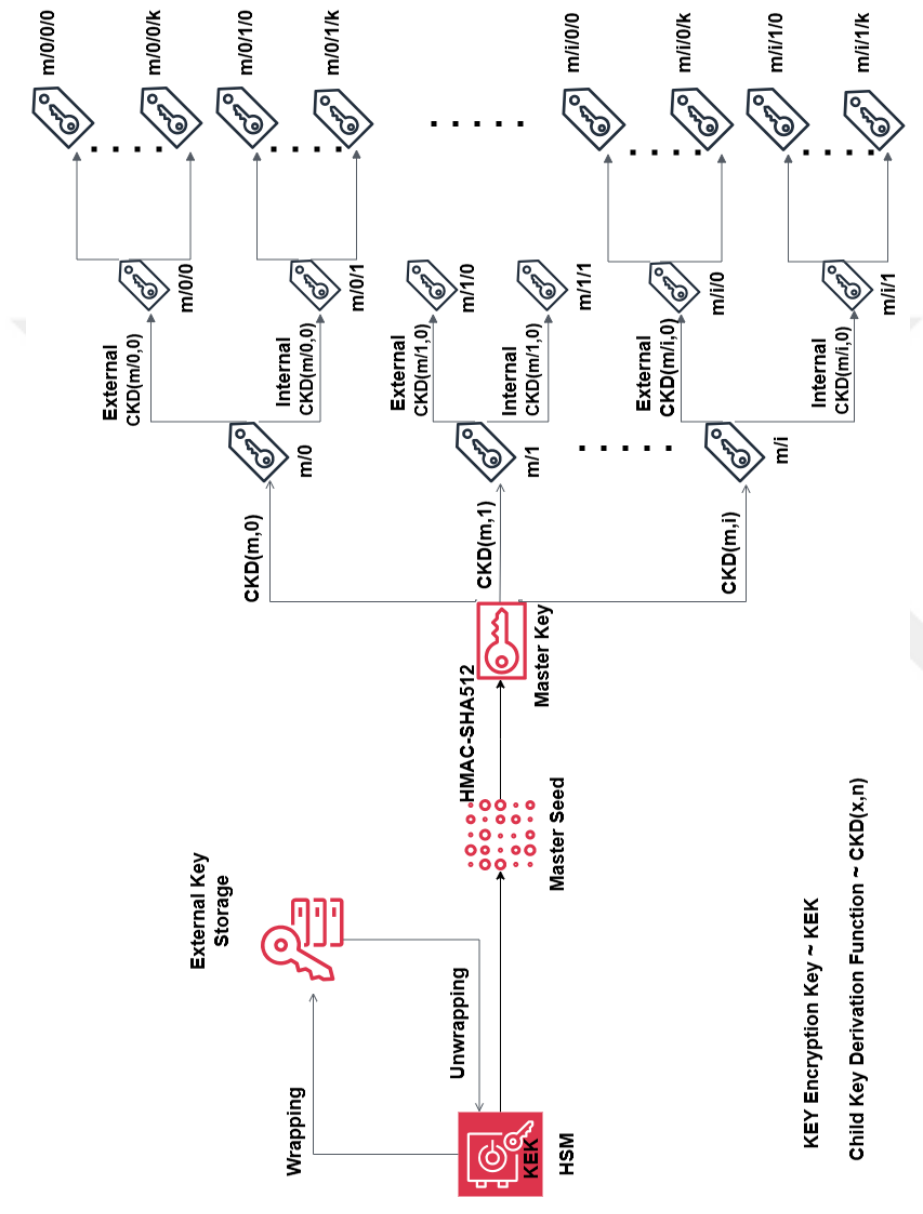 External Key
Storage
Wrapping
Unwrapping
KEK
HSM
Master Seed
HMAC-SHA512
Master Key
CKD(m,0)
CKD(m,1)
CKD(m,i)
m/0
m/1
m/i
External
CKD(m/0,0)
Internal
CKD(m/0,0)
External
CKD(m/1,0)
Internal
CKD(m/1,0)
External
CKD(m/i,0)
Internal
CKD(m/i,0)
m/0/0
m/0/1
m/1/0
m/1/1
m/i/0
m/i/1
m/0/0/0
m/0/0/k
m/0/1/0
m/0/1/k
m/i/0/0
m/i/0/k
m/i/1/0
m/i/1/k
KEY Encryption Key ~ KEK
Child Key Derivation Function ~ CKD(x,n)